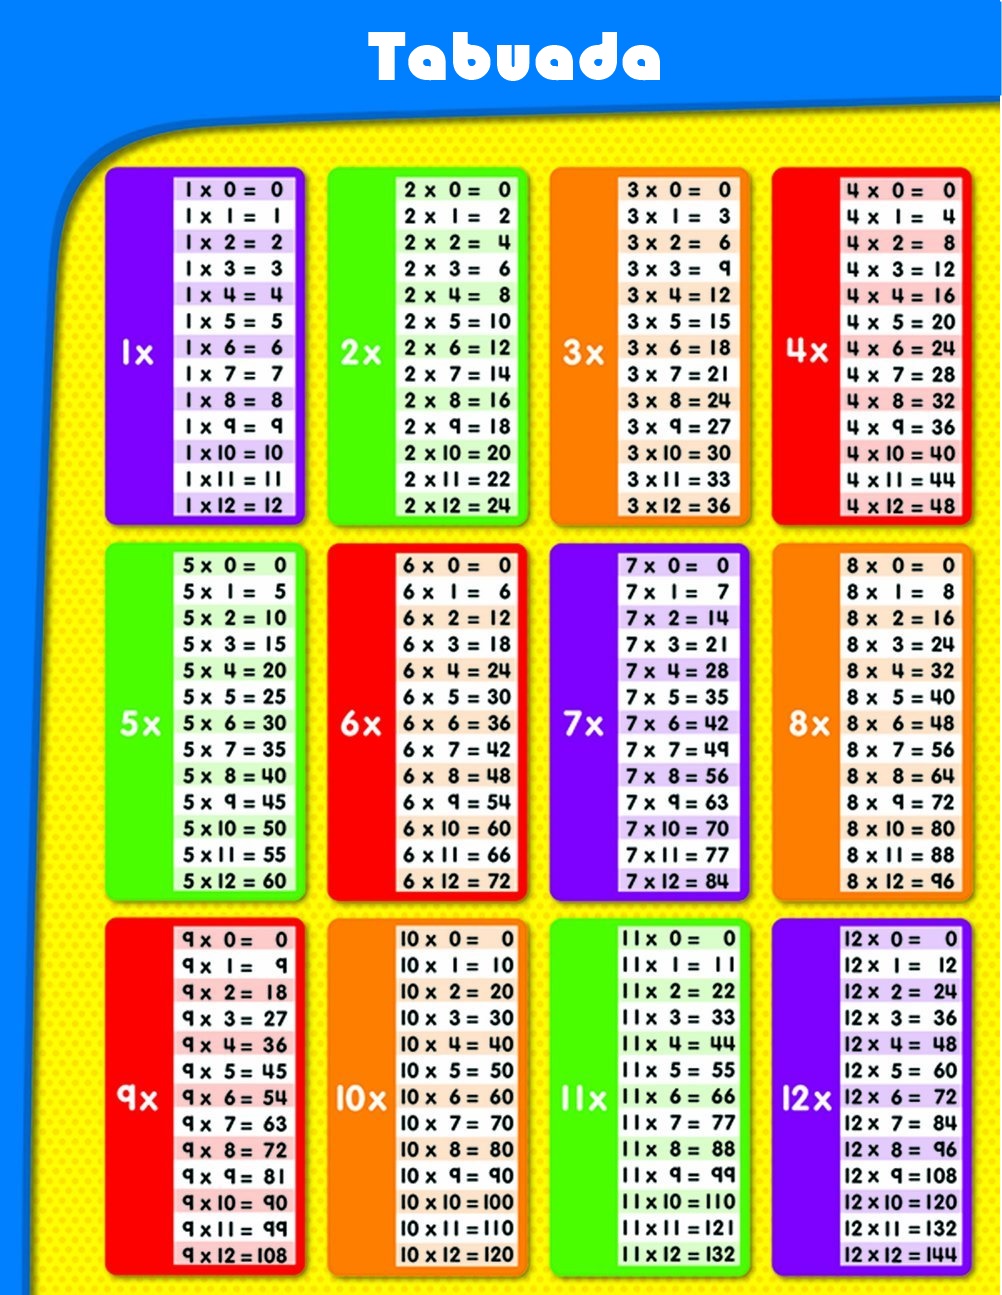 Tabuada
1x
1 x 0 = 0
1 x 1 = 1
1 x 2 = 2
1 x 3 = 3
1 x 4 = 4
1 x 5 = 5
1 x 6 = 6
1 x 7 = 7
1 x 8 = 8
1 x 9 = 9
1 x 10 = 10
1 x 11 = 11
1 x 12 = 12
2x
2 x 0 = 0
2 x 1 = 2
2 x 2 = 4
2 x 3 = 6
2 x 4 = 8
2 x 5 = 10
2 x 6 = 12
2 x 7 = 14
2 x 8 = 16
2 x 9 = 18
2 x 10 = 20
2 x 11 = 22
2 x 12 = 24
3x
3 x 0 = 0
3 x 1 = 3
3 x 2 = 6
3 x 3 = 9
3 x 4 = 12
3 x 5 = 15
3 x 6 = 18
3 x 7 = 21
3 x 8 = 24
3 x 9 = 27
3 x 10 = 30
3 x 11 = 33
3 x 12 = 36
4x
4 x 0 = 0
4 x 1 = 4
4 x 2 = 8
4 x 3 = 12
4 x 4 = 16
4 x 5 = 20
4 x 6 = 24
4 x 7 = 28
4 x 8 = 32
4 x 9 = 36
4 x 10 = 40
4 x 11 = 44
4 x 12 = 48
5x
5 x 0 = 0
5 x 1 = 5
5 x 2 = 10
5 x 3 = 15
5 x 4 = 20
5 x 5 = 25
5 x 6 = 30
5 x 7 = 35
5 x 8 = 40
5 x 9 = 45
5 x 10 = 50
5 x 11 = 55
5 x 12 = 60
6x
6 x 0 = 0
6 x 1 = 6
6 x 2 = 12
6 x 3 = 18
6 x 4 = 24
6 x 5 = 30
6 x 6 = 36
6 x 7 = 42
6 x 8 = 48
6 x 9 = 54
6 x 10 = 60
6 x 11 = 66
6 x 12 = 72
7x
7 x 0 = 0
7 x 1 = 7
7 x 2 = 14
7 x 3 = 21
7 x 4 = 28
7 x 5 = 35
7 x 6 = 42
7 x 7 = 49
7 x 8 = 56
7 x 9 = 63
7 x 10 = 70
7 x 11 = 77
7 x 12 = 84
8x
8 x 0 = 0
8 x 1 = 8
8 x 2 = 16
8 x 3 = 24
8 x 4 = 32
8 x 5 = 40
8 x 6 = 48
8 x 7 = 56
8 x 8 = 64
8 x 9 = 72
8 x 10 = 80
8 x 11 = 88
8 x 12 = 96
9x
9 x 0 = 0
9 x 1 = 9
9 x 2 = 18
9 x 3 = 27
9 x 4 = 36
9 x 5 = 45
9 x 6 = 54
9 x 7 = 63
9 x 8 = 72
9 x 9 = 81
9 x 10 = 90
9 x 11 = 99
9 x 12 = 108
10x
10 x 0 = 0
10 x 1 = 10
10 x 2 = 20
10 x 3 = 30
10 x 4 = 40
10 x 5 = 50
10 x 6 = 60
10 x 7 = 70
10 x 8 = 80
10 x 9 = 90
10 x 10 = 100
10 x 11 = 110
10 x 12 = 120
11x
11 x 0 = 0
11 x 1 = 11
11 x 2 = 22
11 x 3 = 33
11 x 4 = 44
11 x 5 = 55
11 x 6 = 66
11 x 7 = 77
11 x 8 = 88
11 x 9 = 99
11 x 10 = 110
11 x 11 = 121
11 x 12 = 132
12x
12 x 0 = 0
12 x 1 = 12
12 x 2 = 24
12 x 3 = 36
12 x 4 = 48
12 x 5 = 60
12 x 6 = 72
12 x 7 = 84
12 x 8 = 96
12 x 9 = 108
12 x 10 = 120
12 x 11 = 132
12 x 12 = 144